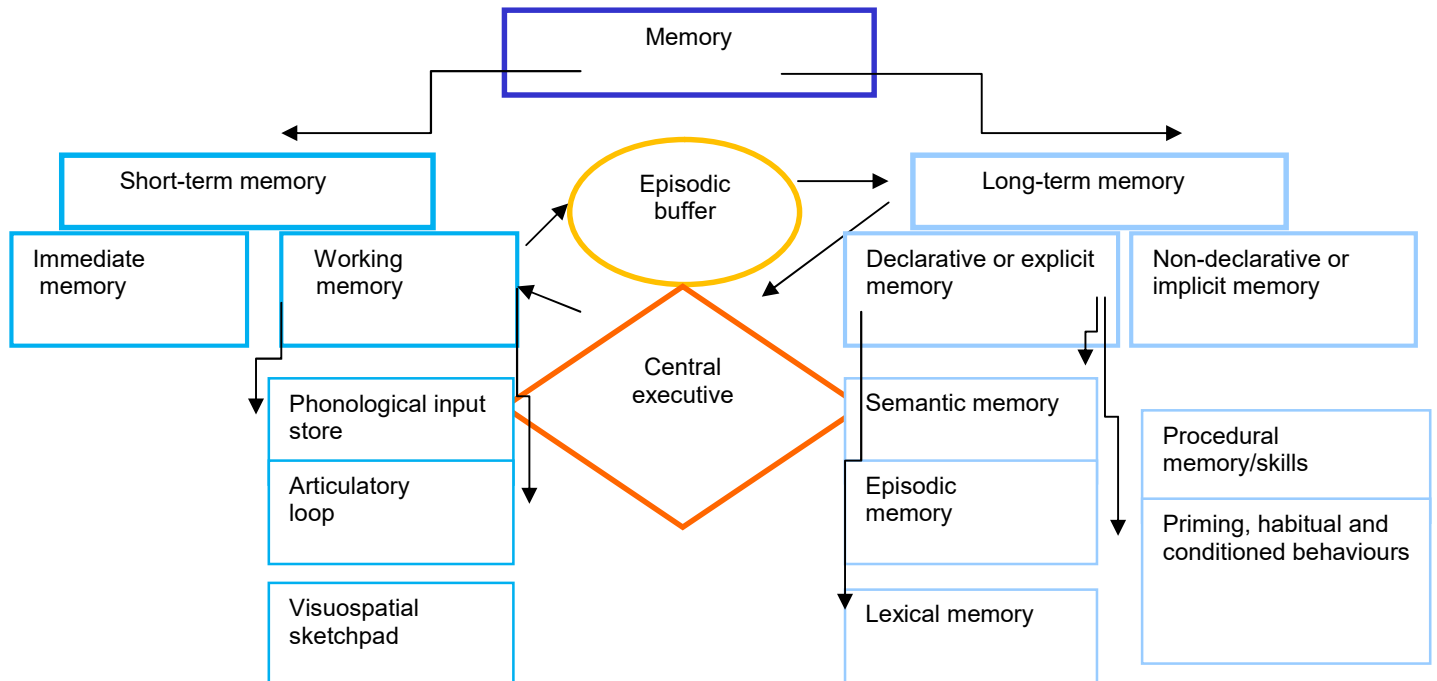 Memory
Short-term memory
Episodic
buffer
Long-term memory
Immediate
memory
Working
memory
Declarative or explicit
memory
Non-declarative or
implicit memory
Central
executive
Phonological input
store
Semantic memory
Procedural
memory/skills
Articulatory
loop
Episodic
memory
Priming, habitual and
conditioned behaviours
Visuospatial
sketchpad
Lexical memory